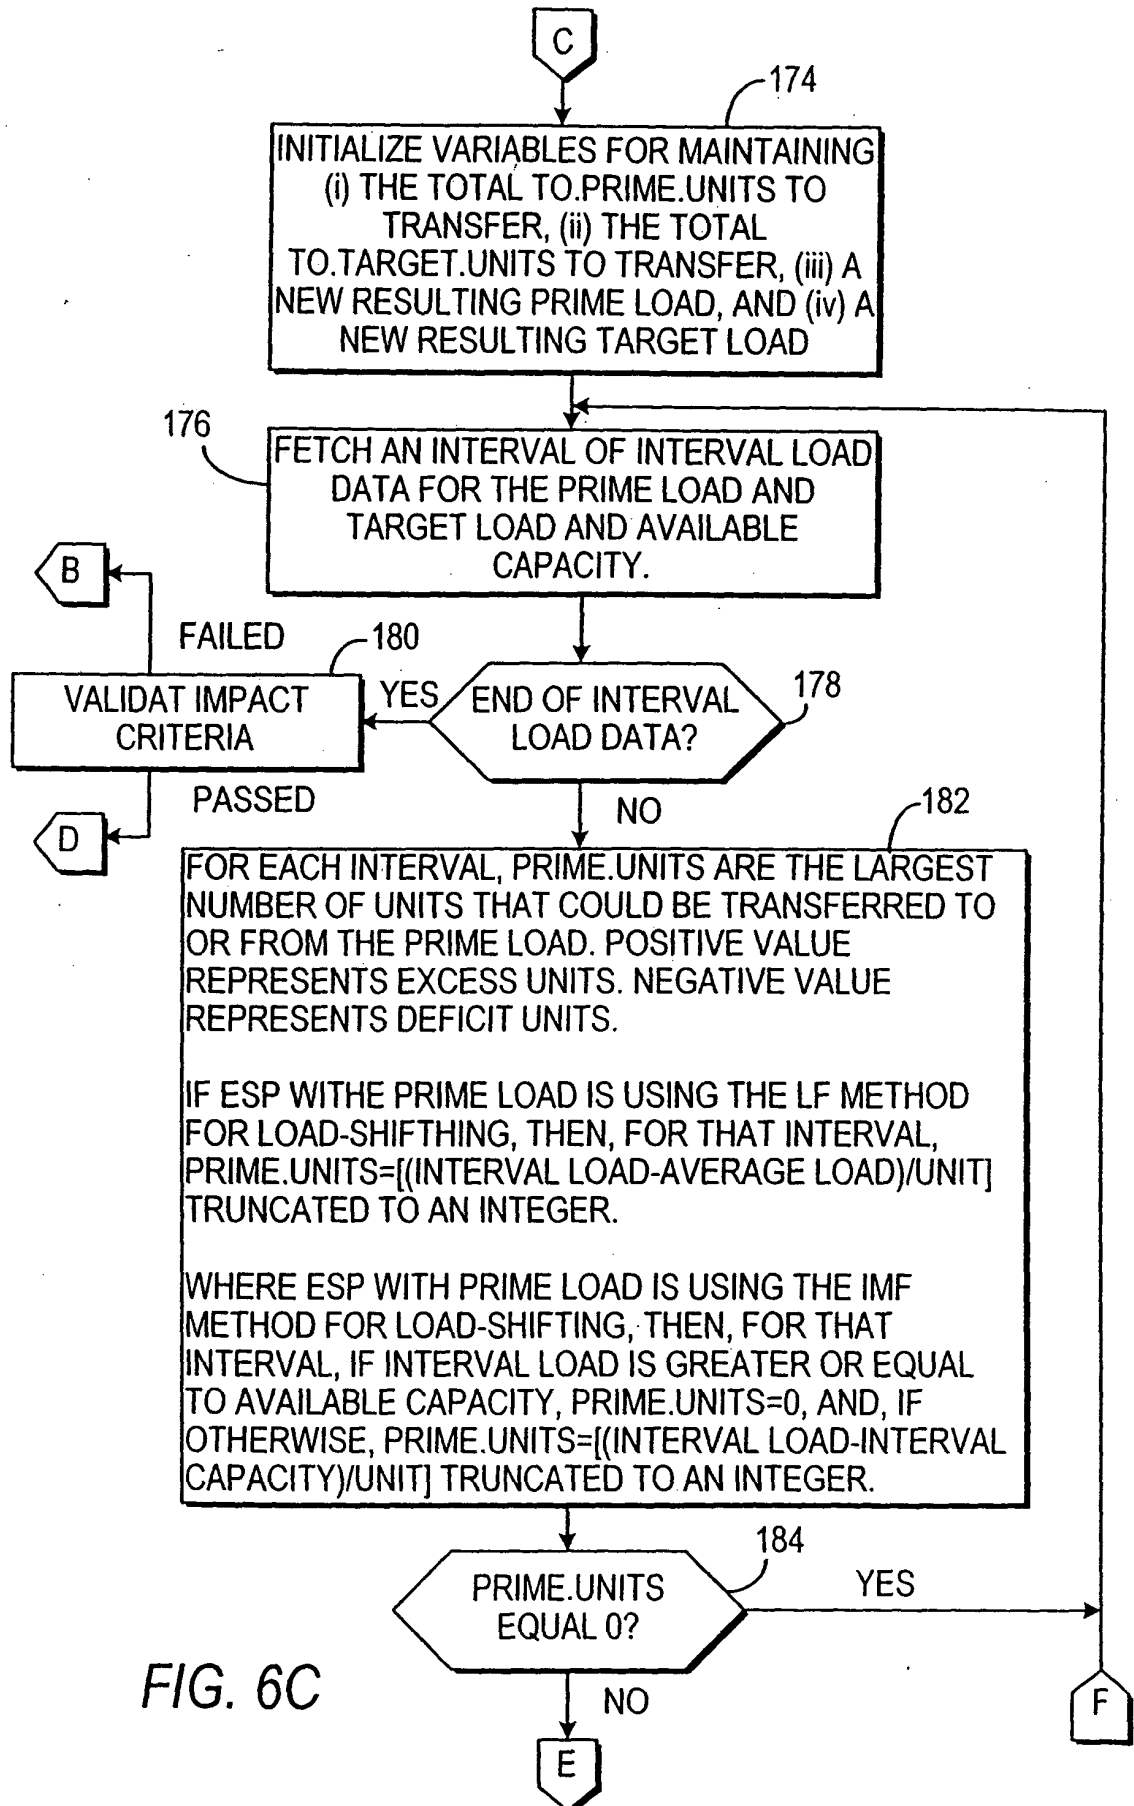 C
174
INITIALIZE VARIABLES FOR MAINTAINING
(i) THE TOTAL TO.PRIME.UNITS TO
TRANSFER, (ii) THE TOTAL
TO.TARGET.UNITS TO TRANSFER, (iii) A
NEW RESULTING PRIME LOAD, AND (iv) A
NEW RESULTING TARGET LOAD
176
FETCH AN INTERVAL OF INTERVAL LOAD
DATA FOR THE PRIME LOAD AND
TARGET LOAD AND AVAILABLE
CAPACITY.
B
FAILED
180
VALIDAT IMPACT
CRITERIA
YES
END OF INTERVAL
LOAD DATA?
178
PASSED
D
NO
182
FOR EACH INTERVAL, PRIME.UNITS ARE THE LARGEST
NUMBER OF UNITS THAT COULD BE TRANSFERRED TO
OR FROM THE PRIME LOAD. POSITIVE VALUE
REPRESENTS EXCESS UNITS. NEGATIVE VALUE
REPRESENTS DEFICIT UNITS.
IF ESP WITHE PRIME LOAD IS USING THE LF METHOD
FOR LOAD-SHIFTHING, THEN, FOR THAT INTERVAL,
PRIME.UNITS=[(INTERVAL LOAD-AVERAGE LOAD)/UNIT]
TRUNCATED TO AN INTEGER.
WHERE ESP WITH PRIME LOAD IS USING THE IMF
METHOD FOR LOAD-SHIFTING, THEN, FOR THAT
INTERVAL, IF INTERVAL LOAD IS GREATER OR EQUAL
TO AVAILABLE CAPACITY, PRIME.UNITS=0, AND, IF
OTHERWISE, PRIME.UNITS=[(INTERVAL LOAD-INTERVAL
CAPACITY)/UNIT] TRUNCATED TO AN INTEGER.
184
PRIME.UNITS
EQUAL 0?
YES
NO
E
F
FIG. 6C